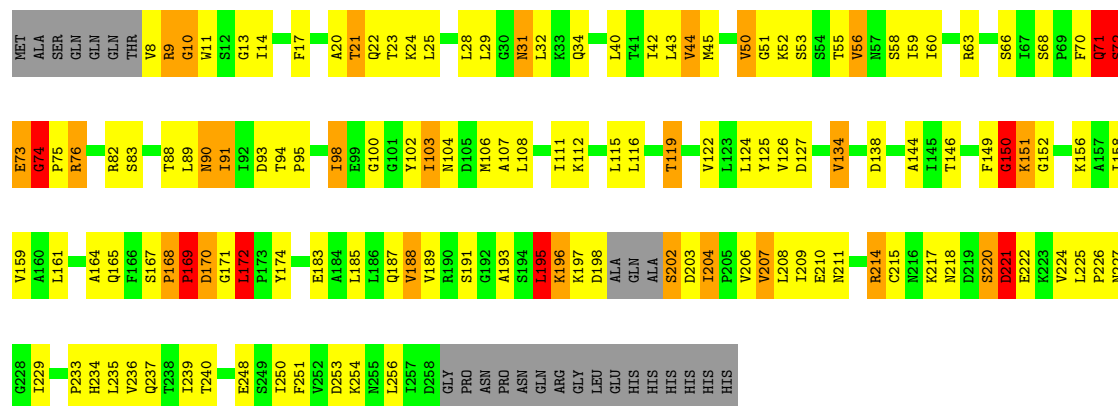 MET ALA SER GLN GLN GLN THR V8 R9 G10 W11 S12 G13 I14 F17 A20 T21 Q22 T23 K24 L25 L28 L29 G30 N31 L32 K33 Q34 L40 T41 I42 L43 V44 M45 V50 G51 K52 S53 S54 T55 V56 N57 S58 I59 I60 R63 S66 I67 S68 P69 F70 Q71 S72
E73 G74 P75 R76 R82 S83 T88 L89 N90 I91 I92 D93 T94 P95 I98 E99 G100 G101 Y102 I103 N104 D105 M106 A107 L108 I111 K112 L115 L116 T119 V122 L123 L124 Y125 V126 D127 V134 D138 A144 I145 T146 F149 G150 K151 G152 K156 A157 I158
V159 A160 L161 A164 Q165 F166 S167 P168 P169 D170 G171 L172 P173 Y174 E183 A184 L185 L186 Q187 V188 V189 R190 S191 G192 A193 S194 L195 K196 K197 D198 ALA GLN ALA S202 D203 I204 P205 V206 V207 L208 I209 E210 N211 R214 C215 N216 K217 N218 D219 S220 D221 E222 K223 V224 L225 P226 N227
G228 I229 P233 H234 L235 V236 Q237 T238 I239 T240 E248 S249 I250 F251 V252 D253 K254 N255 L256 I257 D258 GLY PRO ASN PRO ASN GLN ARG GLY LEU GLU HIS HIS HIS HIS HIS HIS